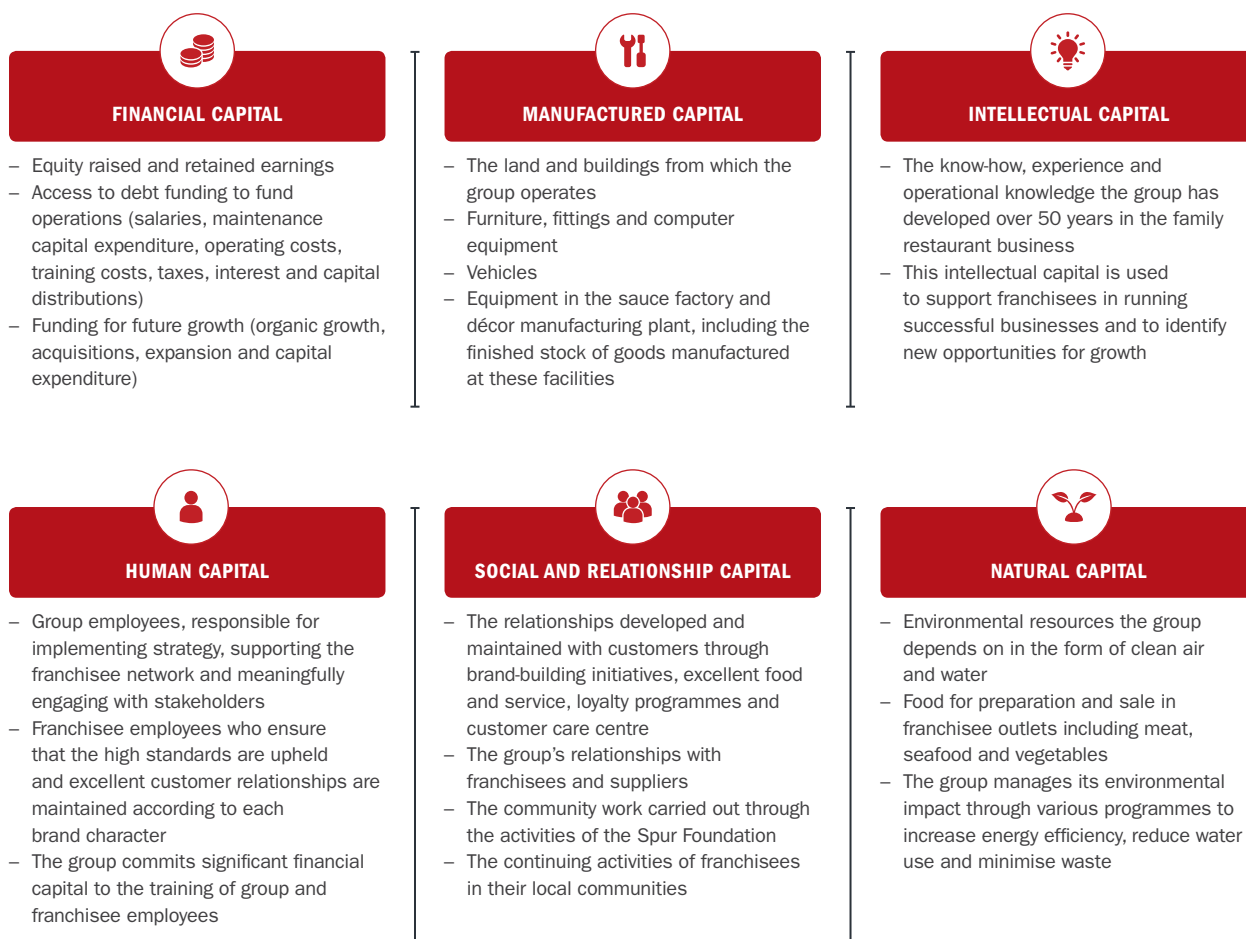 FINANCIAL CAPITAL
– Equity raised and retained earnings
– Access to debt funding to fund
operations (salaries, maintenance
capital expenditure, operating costs,
training costs, taxes, interest and capital
distributions)
– Funding for future growth (organic growth,
acquisitions, expansion and capital
expenditure)
MANUFACTURED CAPITAL
– The land and buildings from which the
group operates
– Furniture, fittings and computer
equipment
– Vehicles
– Equipment in the sauce factory and
décor manufacturing plant, including the
finished stock of goods manufactured
at these facilities
INTELLECTUAL CAPITAL
– The know-how, experience and
operational knowledge the group has
developed over 50 years in the family
restaurant business
– This intellectual capital is used
to support franchisees in running
successful businesses and to identify
new opportunities for growth
HUMAN CAPITAL
– Group employees, responsible for
implementing strategy, supporting the
franchisee network and meaningfully
engaging with stakeholders
– Franchisee employees who ensure
that the high standards are upheld
and excellent customer relationships are
maintained according to each
brand character
– The group commits significant financial
capital to the training of group and
franchisee employees
SOCIAL AND RELATIONSHIP CAPITAL
– The relationships developed and
maintained with customers through
brand-building initiatives, excellent food
and service, loyalty programmes and
customer care centre
– The group's relationships with
franchisees and suppliers
– The community work carried out through
the activities of the Spur Foundation
– The continuing activities of franchisees
in their local communities
NATURAL CAPITAL
– Environmental resources the group
depends on in the form of clean air
and water
– Food for preparation and sale in
franchisee outlets including meat,
seafood and vegetables
– The group manages its environmental
impact through various programmes to
increase energy efficiency, reduce water
use and minimise waste